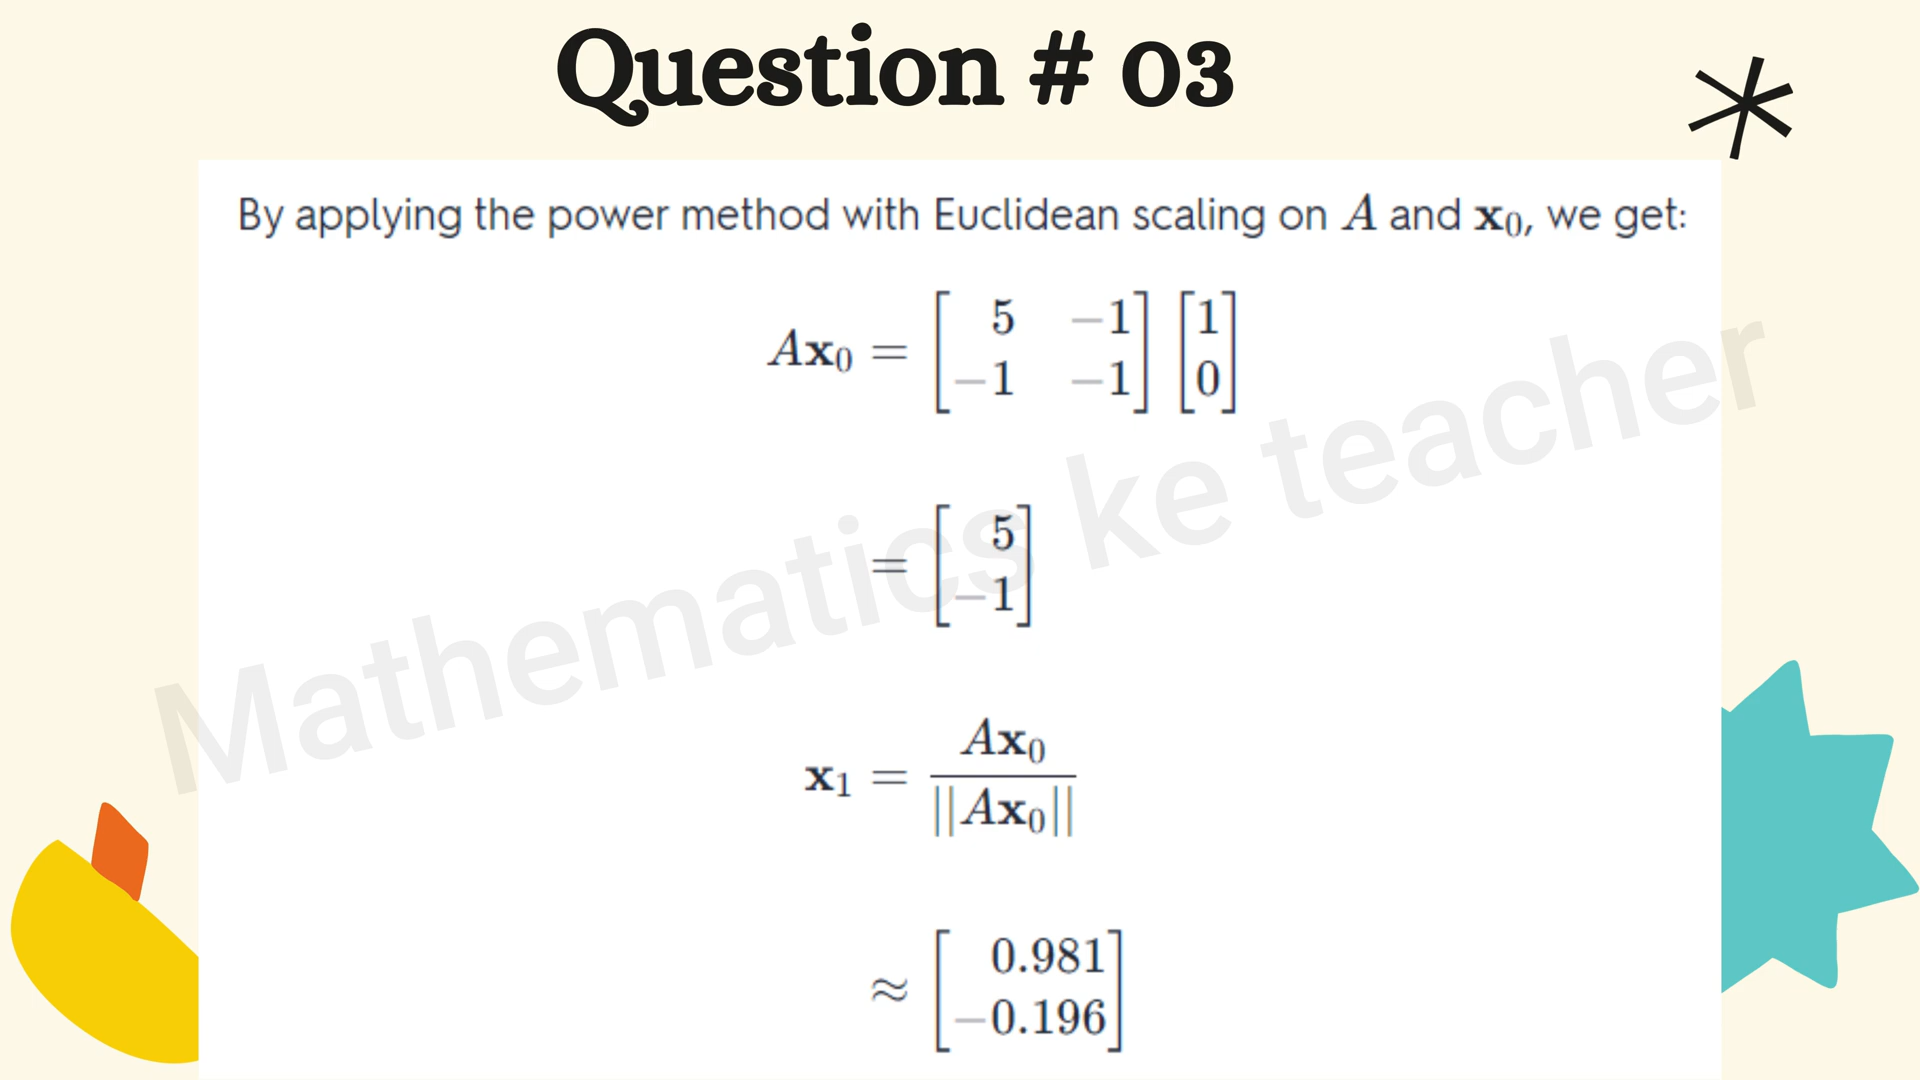 Question # 03
By applying the power method with Euclidean scaling on A and x₀, we get:
Ax₀ = [5 −1; −1 −1] [1; 0]
= [5; −1]
x₁ = Ax₀ / ||Ax₀||
≈ [0.981; −0.196]
Mathematics ke teacher